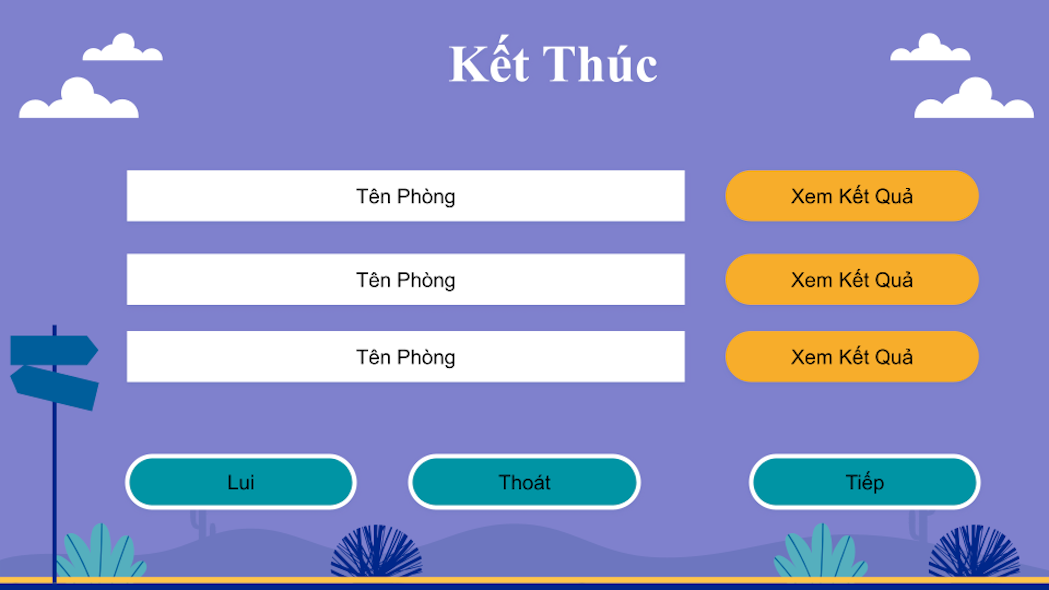 Kết Thúc
Tên Phòng
Xem Kết Quả
Tên Phòng
Xem Kết Quả
Tên Phòng
Xem Kết Quả
Lui
Thoát
Tiếp